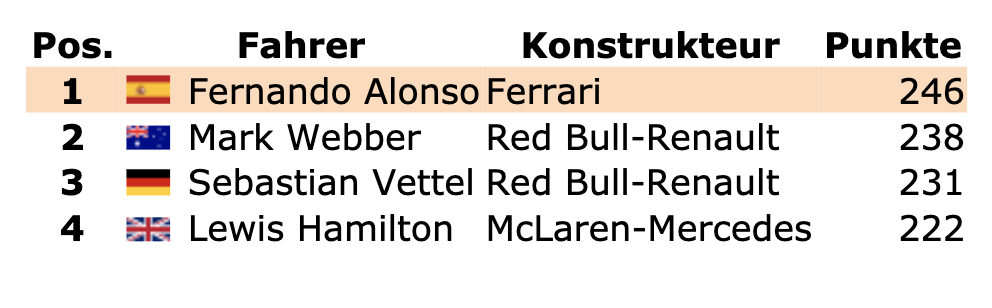 Pos. Fahrer Konstrukteur Punkte
1 Fernando Alonso Ferrari 246
2 Mark Webber Red Bull-Renault 238
3 Sebastian Vettel Red Bull-Renault 231
4 Lewis Hamilton McLaren-Mercedes 222